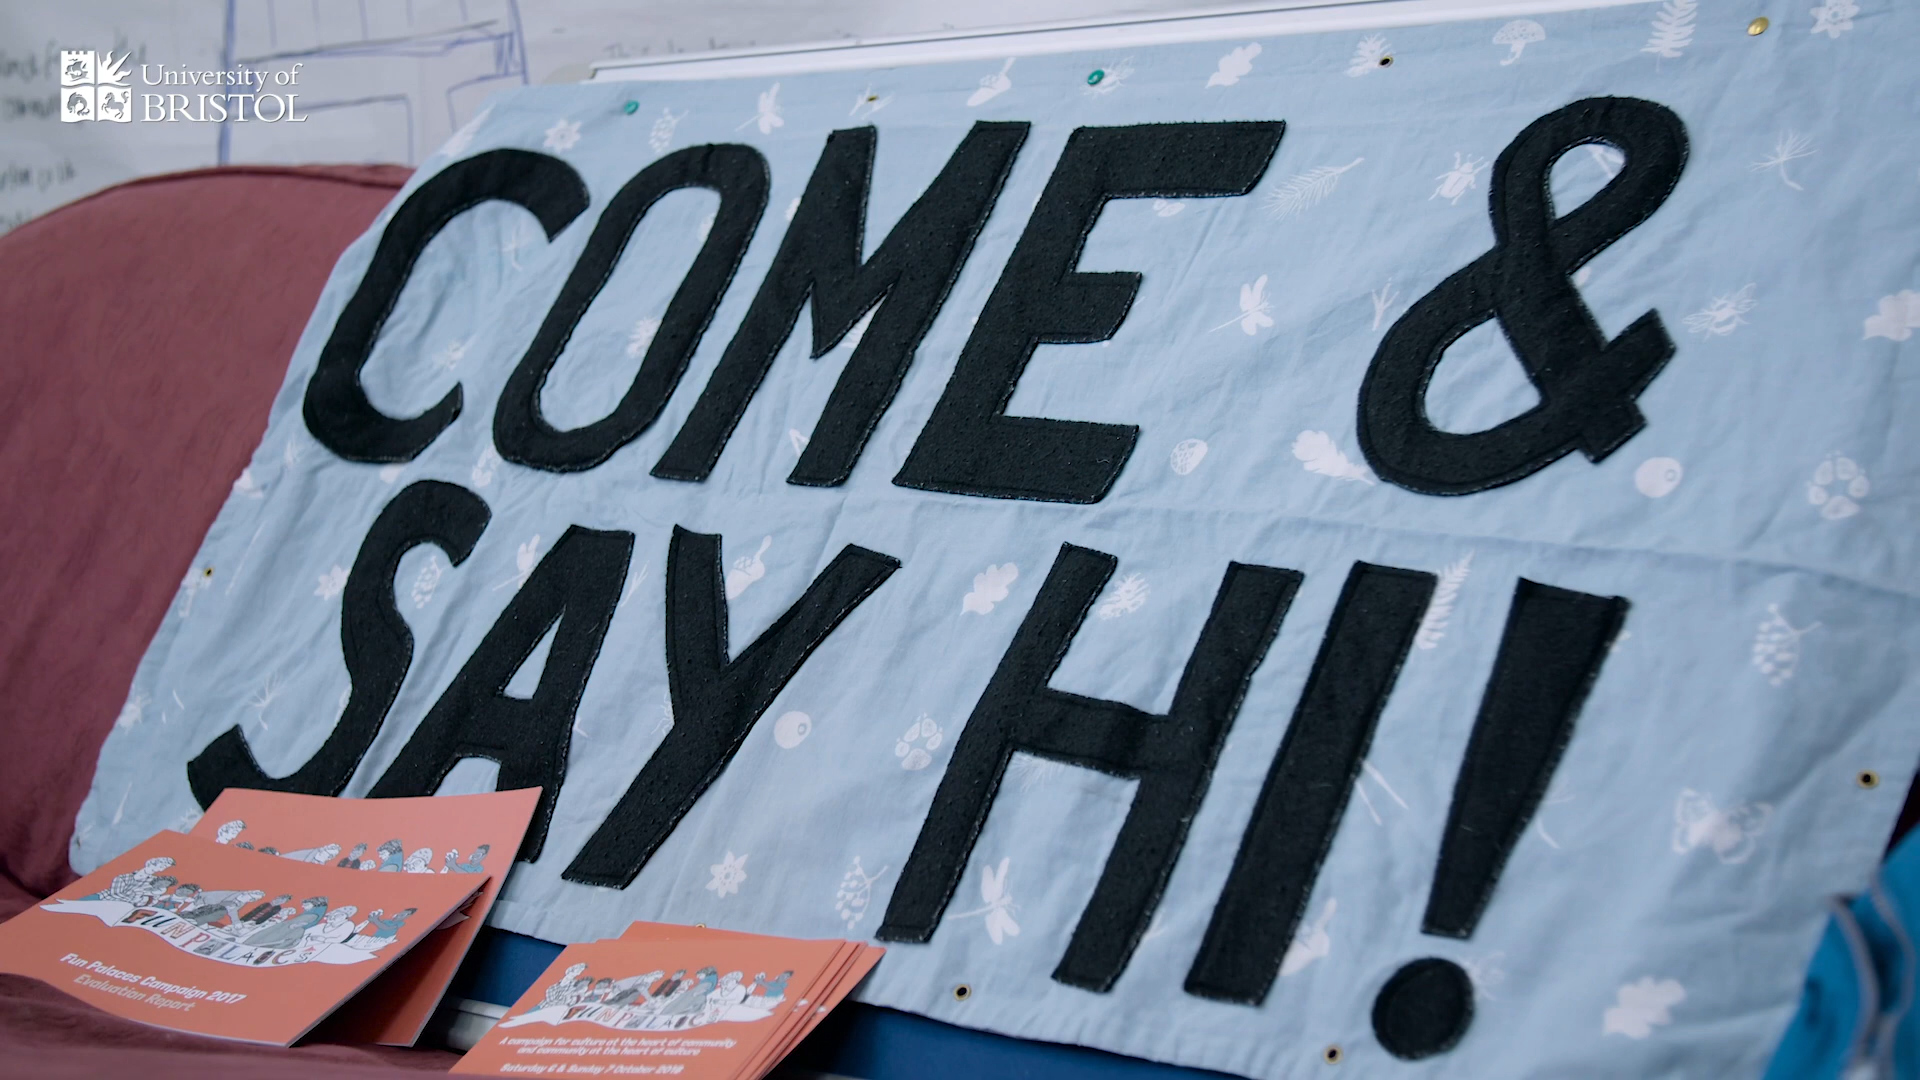 University of
BRISTOL
COME &
SAY HI!
FUN PALACES
Fun Palaces Campaign 2017
Evaluation Report
FUN PALACES
A campaign for culture at the heart of community
and community at the heart of culture
Saturday 6 & Sunday 7 October 2018